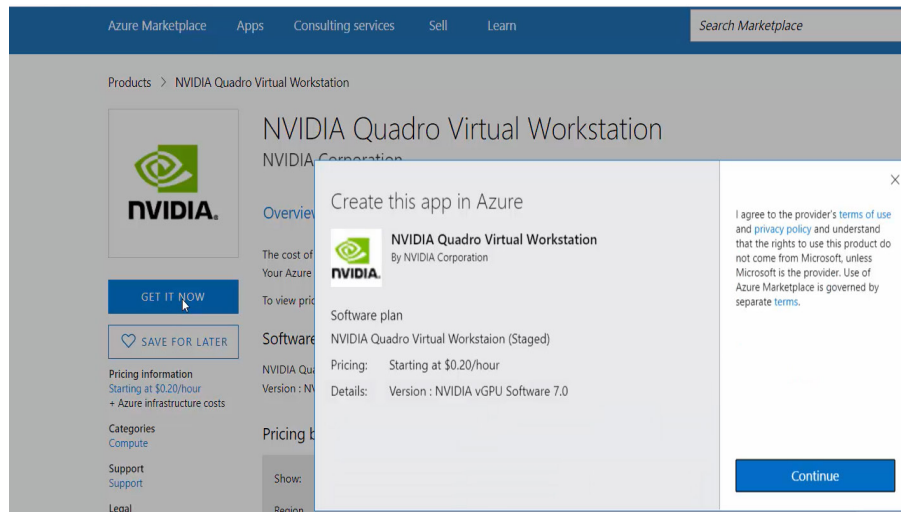 Azure Marketplace Apps Consulting services Sell Learn Search Marketplace
Products > NVIDIA Quadro Virtual Workstation
NVIDIA.
GET IT NOW
SAVE FOR LATER
Pricing information
Starting at $0.20/hour
+ Azure infrastructure costs
Categories
Compute
Support
Support
Legal
NVIDIA Quadro Virtual Workstation
NVIDIA Corporation
Overview
The cost of
Your Azure
To view pric
Software
NVIDIA Qua
Version : NV
Pricing b
Show:
Region
Create this app in Azure
NVIDIA.
NVIDIA Quadro Virtual Workstation
By NVIDIA Corporation
Software plan
NVIDIA Quadro Virtual Workstaion (Staged)
Pricing: Starting at $0.20/hour
Details: Version : NVIDIA vGPU Software 7.0
X
I agree to the provider's terms of use
and privacy policy and understand
that the rights to use this product do
not come from Microsoft, unless
Microsoft is the provider. Use of
Azure Marketplace is governed by
separate terms.
Continue